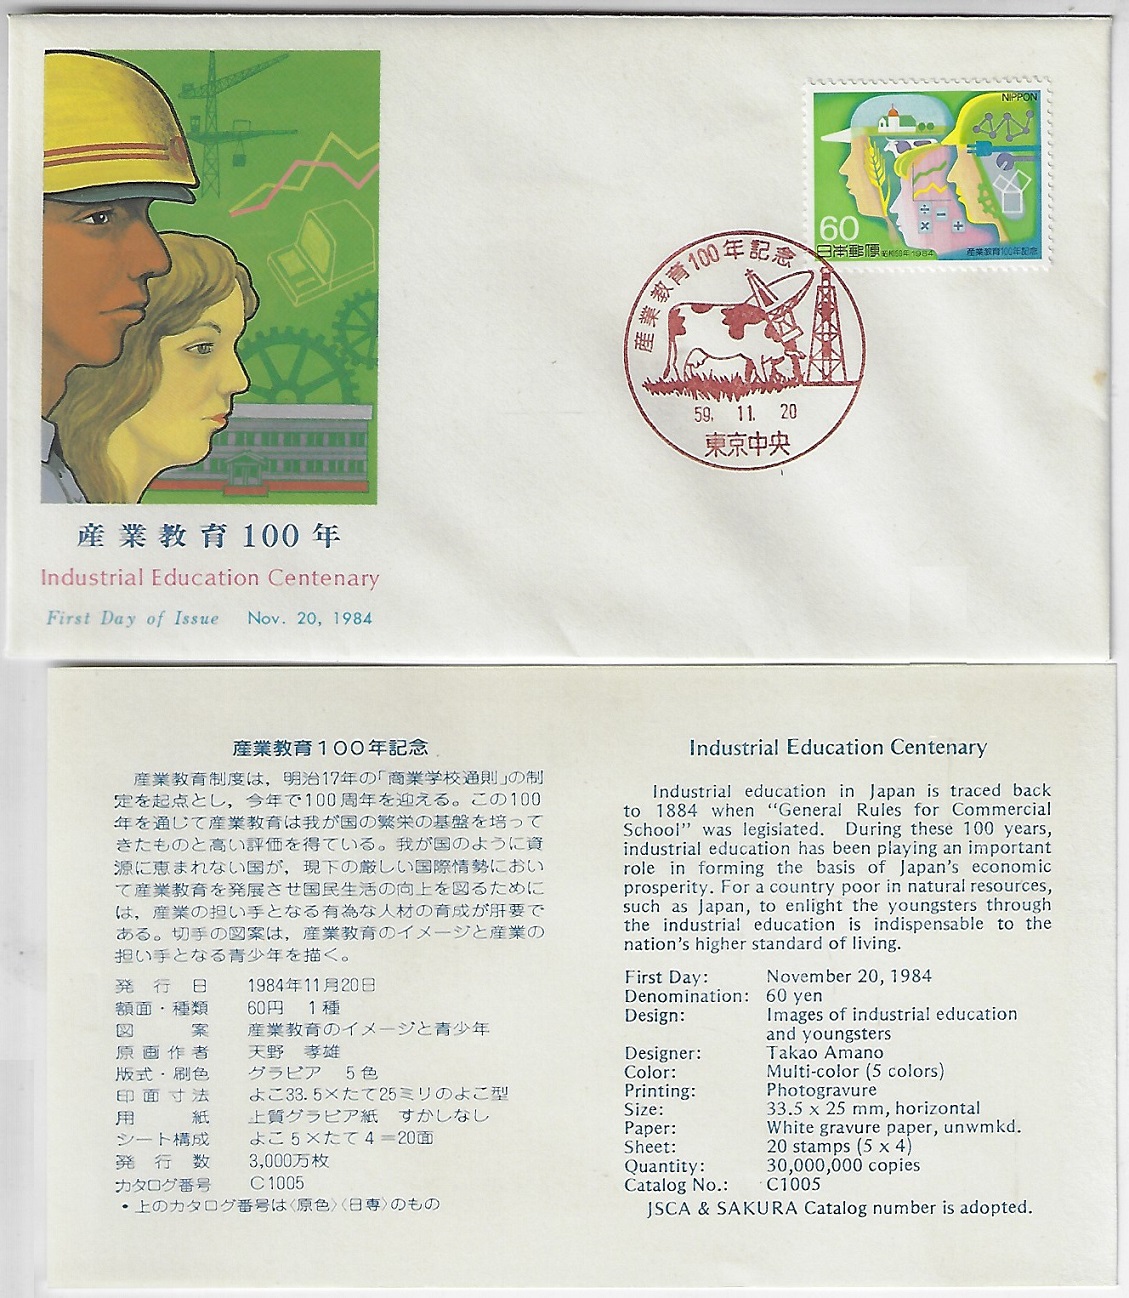 産業教育100年
Industrial Education Centenary
First Day of Issue Nov. 20, 1984
NIPPON
60
日本郵便 昭和59年・1984
産業教育100年記念
産業教育100年記念
59. 11. 20
東京中央
産業教育100年記念
産業教育制度は,明治17年の「商業学校通則」の制
定を起点とし,今年で100周年を迎える。この100
年を通じて産業教育は我が国の繁栄の基盤を培って
きたものと高い評価を得ている。我が国のように資
源に恵まれない国が,現下の厳しい国際情勢におい
て産業教育を発展させ国民生活の向上を図るために
は,産業の担い手となる有為な人材の育成が肝要で
ある。切手の図案は,産業教育のイメージと産業の
担い手となる青少年を描く。
発行日 1984年11月20日
額面・種類 60円 1種
図案 産業教育のイメージと青少年
原画作者 天野 孝雄
版式・刷色 グラビア 5色
印面寸法 よこ33.5×たて25ミリのよこ型
用紙 上質グラビア紙 すかしなし
シート構成 よこ5×たて4=20面
発行数 3,000万枚
カタログ番号 C1005
・上のカタログ番号は〈原色〉〈日専〉のもの
Industrial Education Centenary
Industrial education in Japan is traced back
to 1884 when "General Rules for Commercial
School" was legislated. During these 100 years,
industrial education has been playing an important
role in forming the basis of Japan's economic
prosperity. For a country poor in natural resources,
such as Japan, to enlight the youngsters through
the industrial education is indispensable to the
nation's higher standard of living.
First Day: November 20, 1984
Denomination: 60 yen
Design: Images of industrial education
and youngsters
Designer: Takao Amano
Color: Multi-color (5 colors)
Printing: Photogravure
Size: 33.5 x 25 mm, horizontal
Paper: White gravure paper, unwmkd.
Sheet: 20 stamps (5 x 4)
Quantity: 30,000,000 copies
Catalog No.: C1005
JSCA & SAKURA Catalog number is adopted.